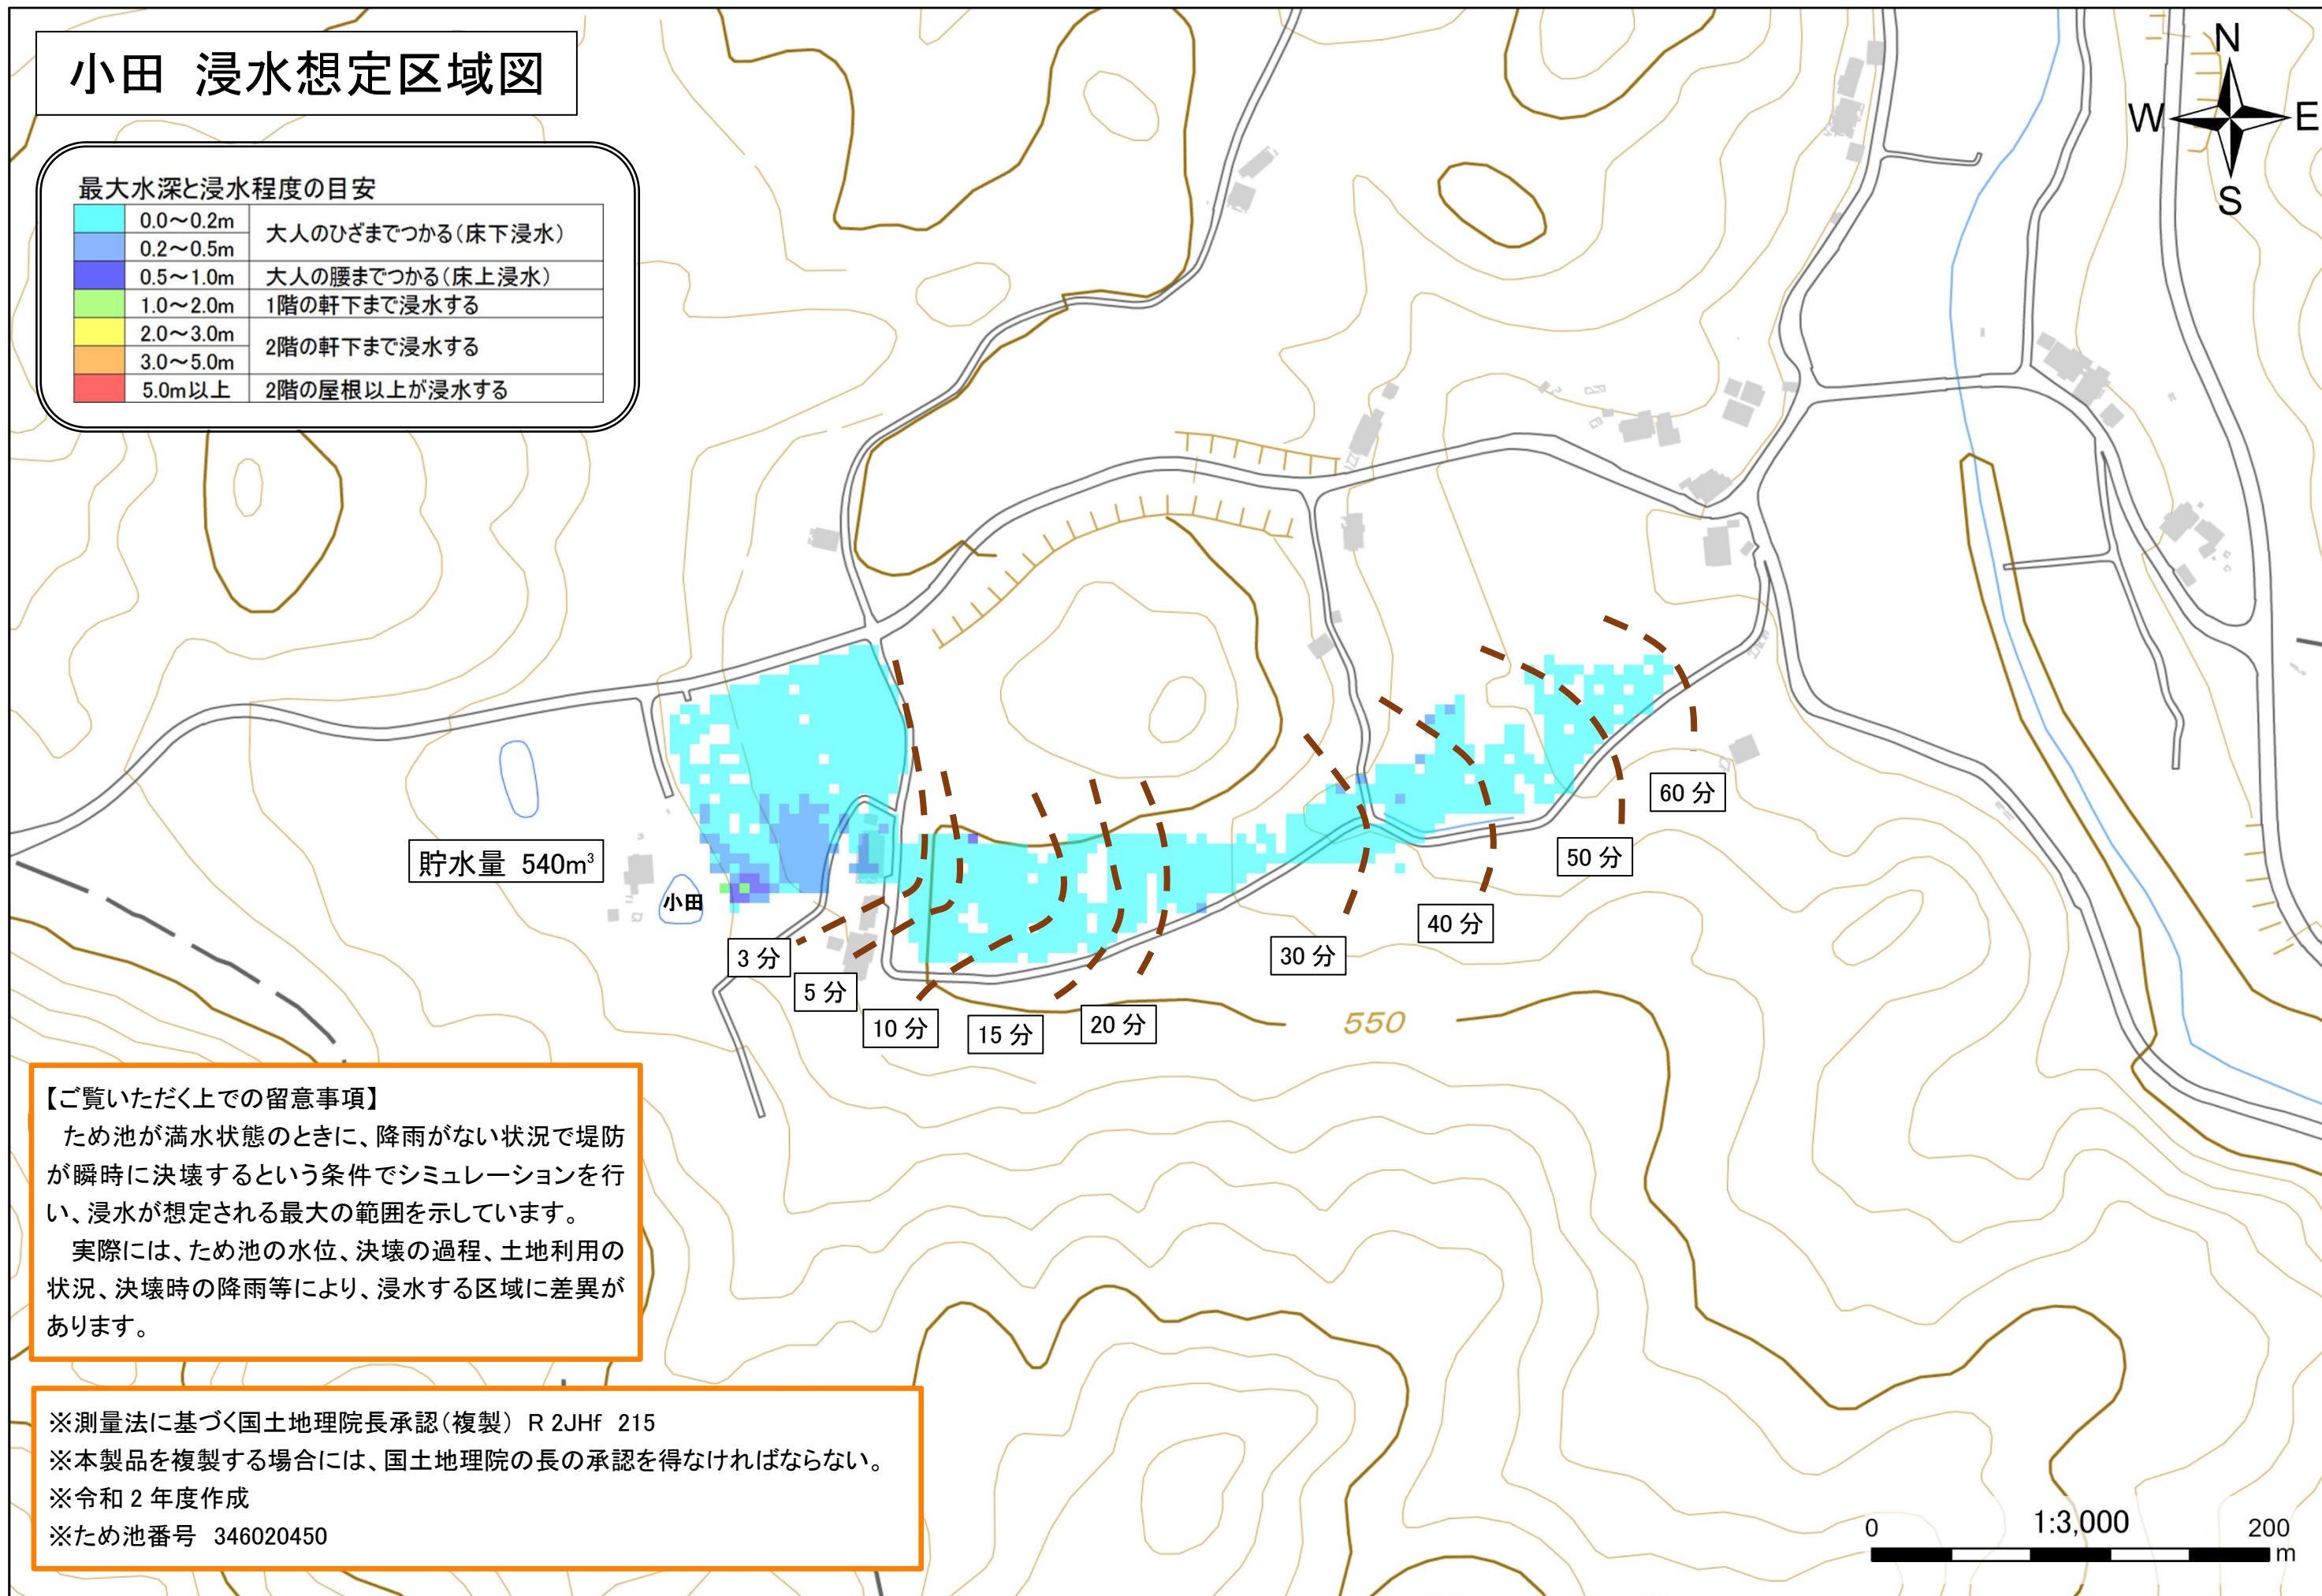 小田 浸水想定区域図
N
W
E
S
最大水深と浸水程度の目安
0.0～0.2m
大人のひざまでつかる（床下浸水）
0.2～0.5m
0.5～1.0m 大人の腰までつかる（床上浸水）
1.0～2.0m 1階の軒下まで浸水する
2.0～3.0m
2階の軒下まで浸水する
3.0～5.0m
5.0m以上 2階の屋根以上が浸水する
貯水量 540m³
小田
3 分
5 分
10 分
15 分
20 分
30 分
40 分
50 分
60 分
550
【ご覧いただく上での留意事項】
ため池が満水状態のときに、降雨がない状況で堤防
が瞬時に決壊するという条件でシミュレーションを行
い、浸水が想定される最大の範囲を示しています。
実際には、ため池の水位、決壊の過程、土地利用の
状況、決壊時の降雨等により、浸水する区域に差異が
あります。
※測量法に基づく国土地理院長承認（複製） R 2JHf 215
※本製品を複製する場合には、国土地理院の長の承認を得なければならない。
※令和 2 年度作成
※ため池番号 346020450
0 1:3,000 200
m